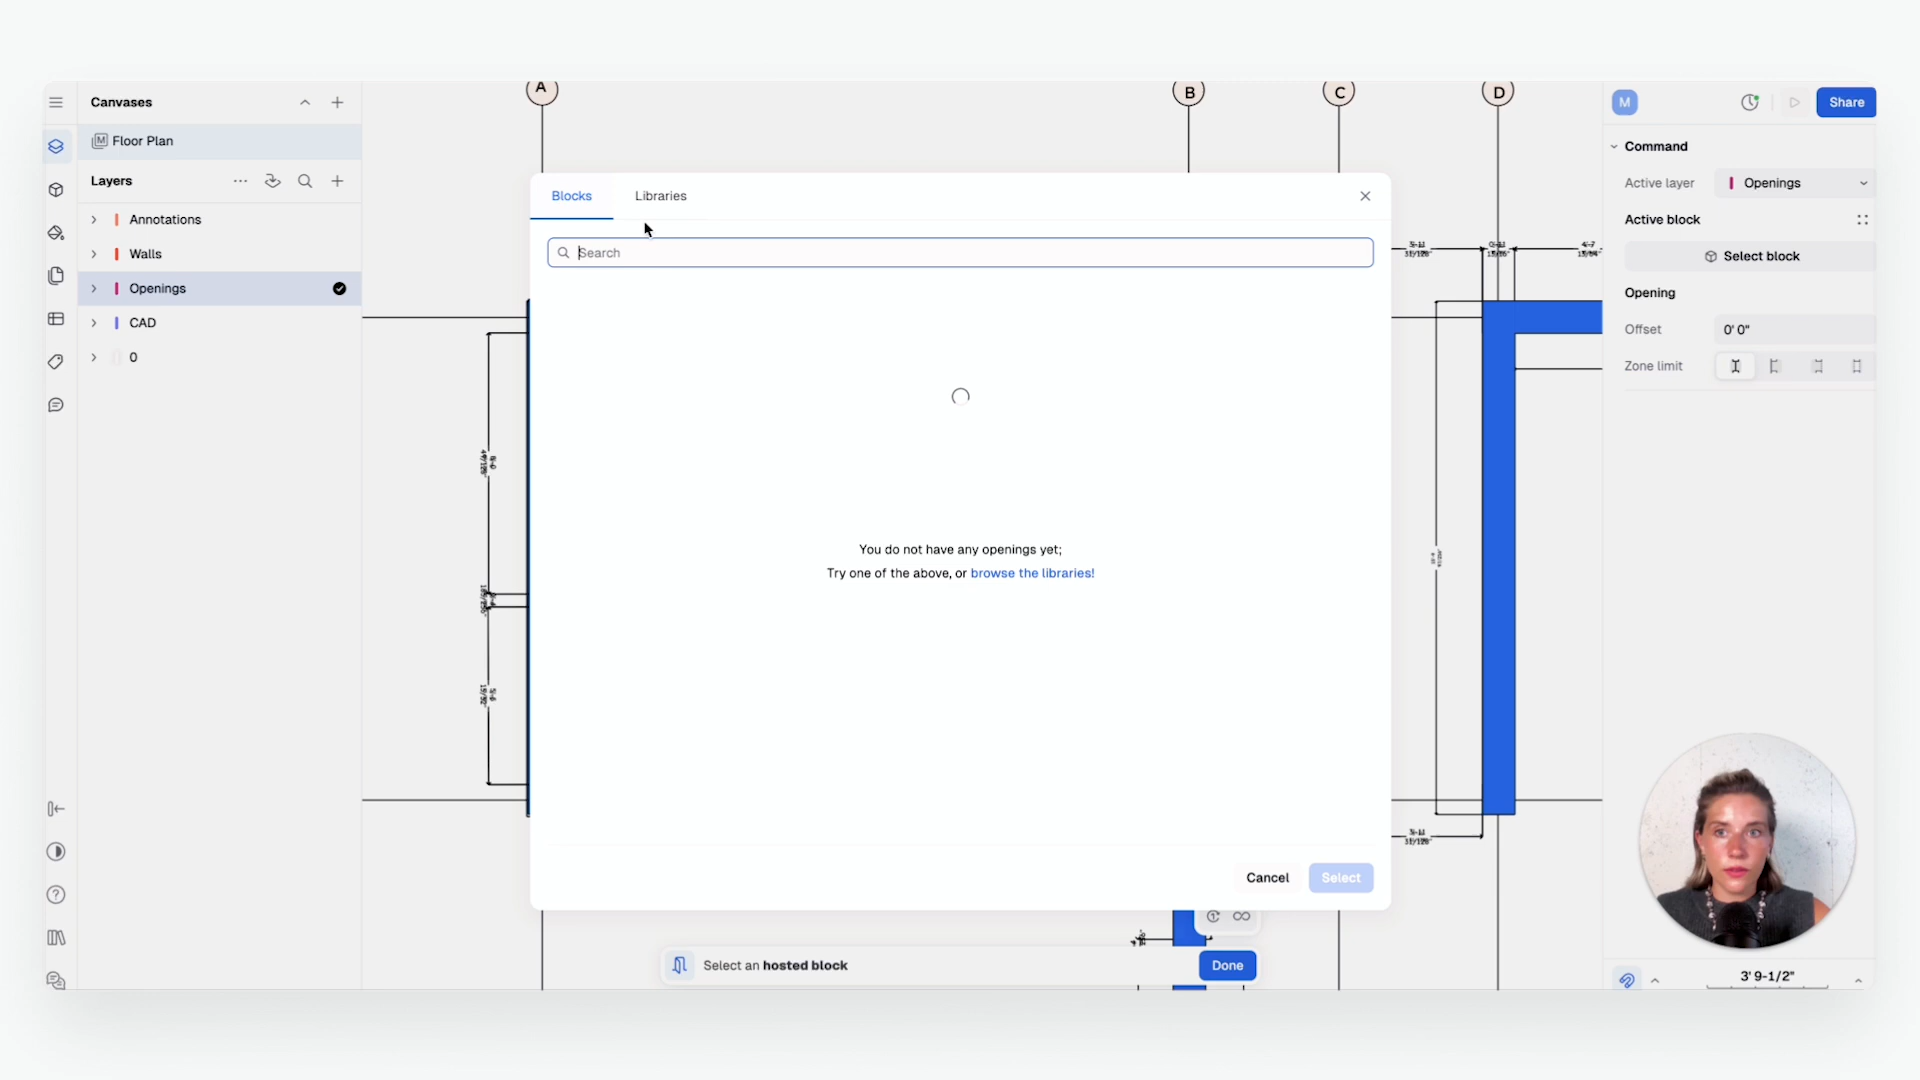 Canvases
Floor Plan
Layers
Annotations
Walls
Openings
CAD
0
A
B
C
D
Blocks
Libraries
Search
You do not have any openings yet;
Try one of the above, or browse the libraries!
Cancel
Select
Select an hosted block
Done
M
Share
Command
Active layer
Openings
Active block
Select block
Opening
Offset
0' 0"
Zone limit
3' 9-1/2"